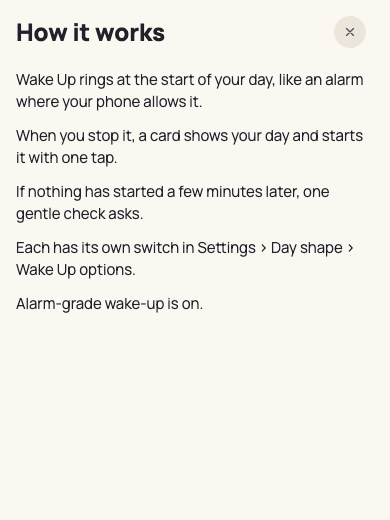 How it works
Wake Up rings at the start of your day, like an alarm
where your phone allows it.
When you stop it, a card shows your day and starts
it with one tap.
If nothing has started a few minutes later, one
gentle check asks.
Each has its own switch in Settings › Day shape ›
Wake Up options.
Alarm-grade wake-up is on.